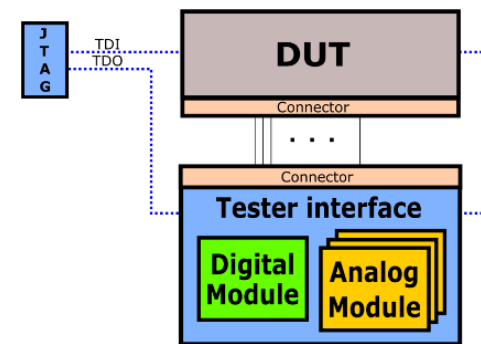 J
T
A
G
TDI
TDO
DUT
Connector
. . .
Connector
Tester interface
Digital
Module
Analog
Module